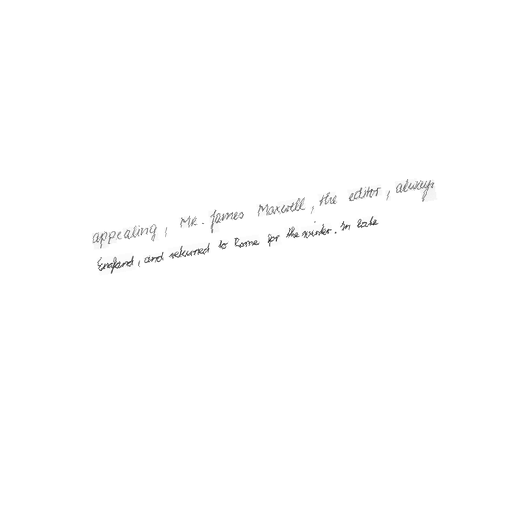 appealing, Mr. James Maxwell, the editor, always
England, and returned to Rome for the winter. In late